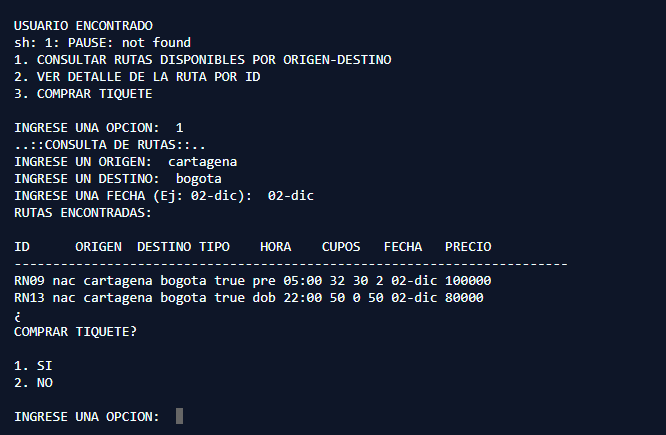 USUARIO ENCONTRADO
sh: 1: PAUSE: not found
1. CONSULTAR RUTAS DISPONIBLES POR ORIGEN-DESTINO
2. VER DETALLE DE LA RUTA POR ID
3. COMPRAR TIQUETE
INGRESE UNA OPCION:  1
..::CONSULTA DE RUTAS::..
INGRESE UN ORIGEN:  cartagena
INGRESE UN DESTINO:  bogota
INGRESE UNA FECHA (Ej: 02-dic):  02-dic
RUTAS ENCONTRADAS:
ID      ORIGEN  DESTINO TIPO    HORA    CUPOS   FECHA   PRECIO
------------------------------------------------------------------------
RN09 nac cartagena bogota true pre 05:00 32 30 2 02-dic 100000
RN13 nac cartagena bogota true dob 22:00 50 0 50 02-dic 80000
¿
COMPRAR TIQUETE?
1. SI
2. NO
INGRESE UNA OPCION: